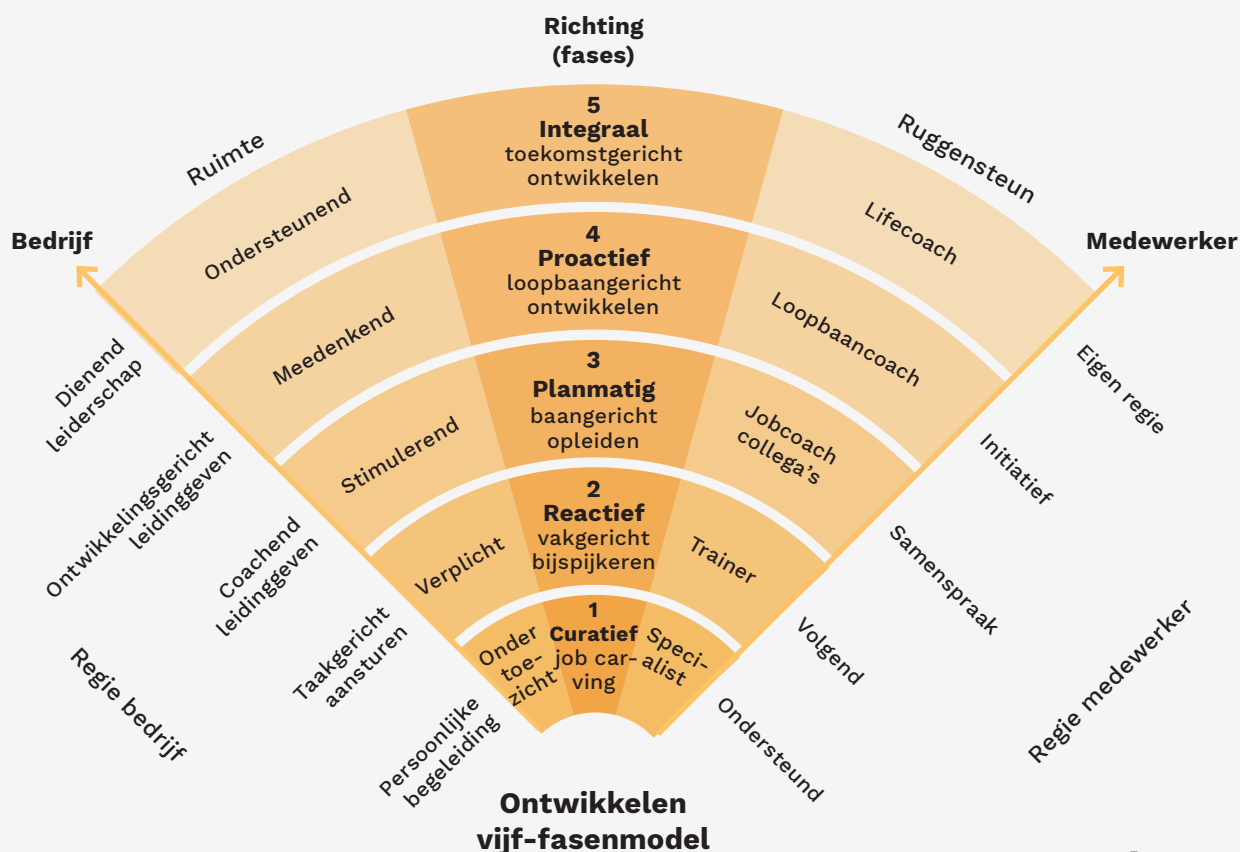 Richting
(fases)
Ruimte
Ruggensteun
Bedrijf
Medewerker
5
Integraal
toekomstgericht
ontwikkelen
Ondersteunend
Lifecoach
4
Proactief
loopbaangericht
ontwikkelen
Meedenkend
Loopbaancoach
3
Planmatig
baangericht
opleiden
Stimulerend
Jobcoach
collega's
2
Reactief
vakgericht
bijspijkeren
Verplicht
Trainer
1
Curatief
job car-
ving
Onder
toe-
zicht
Speci-
alist
Dienend
leiderschap
Ontwikkelingsgericht
leidinggeven
Coachend
leidinggeven
Taakgericht
aansturen
Persoonlijke
begeleiding
Regie bedrijf
Eigen regie
Initiatief
Samenspraak
Volgend
Ondersteund
Regie medewerker
Ontwikkelen
vijf-fasenmodel